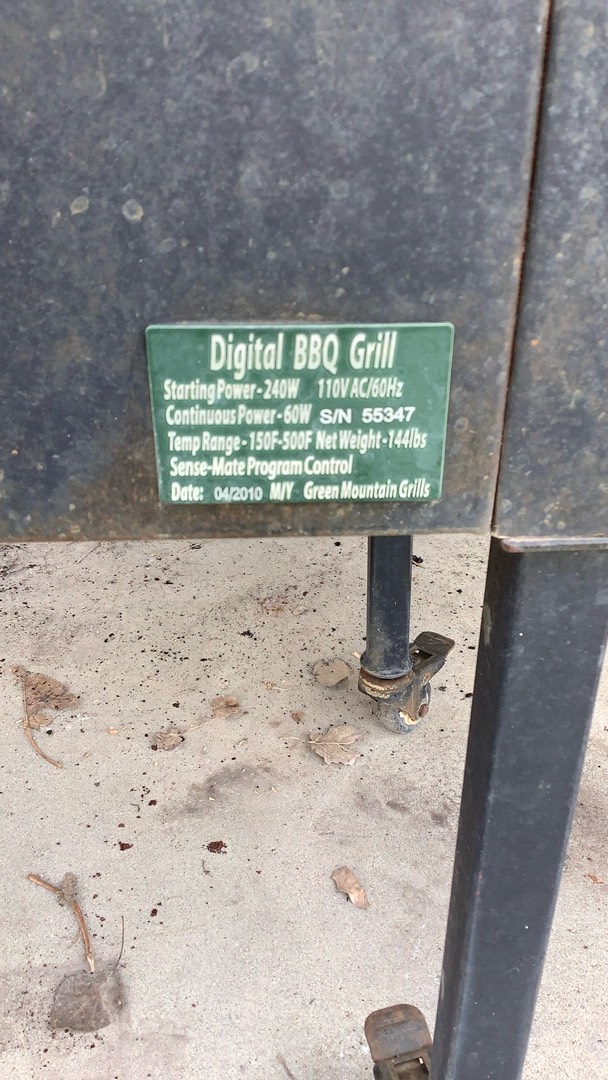 Digital BBQ Grill
Starting Power-240W 110V AC/60Hz
Continuous Power-60W S/N 55347
Temp Range-150F-500F Net Weight-144lbs
Sense-Mate Program Control
Date: 04/2010 M/Y Green Mountain Grills